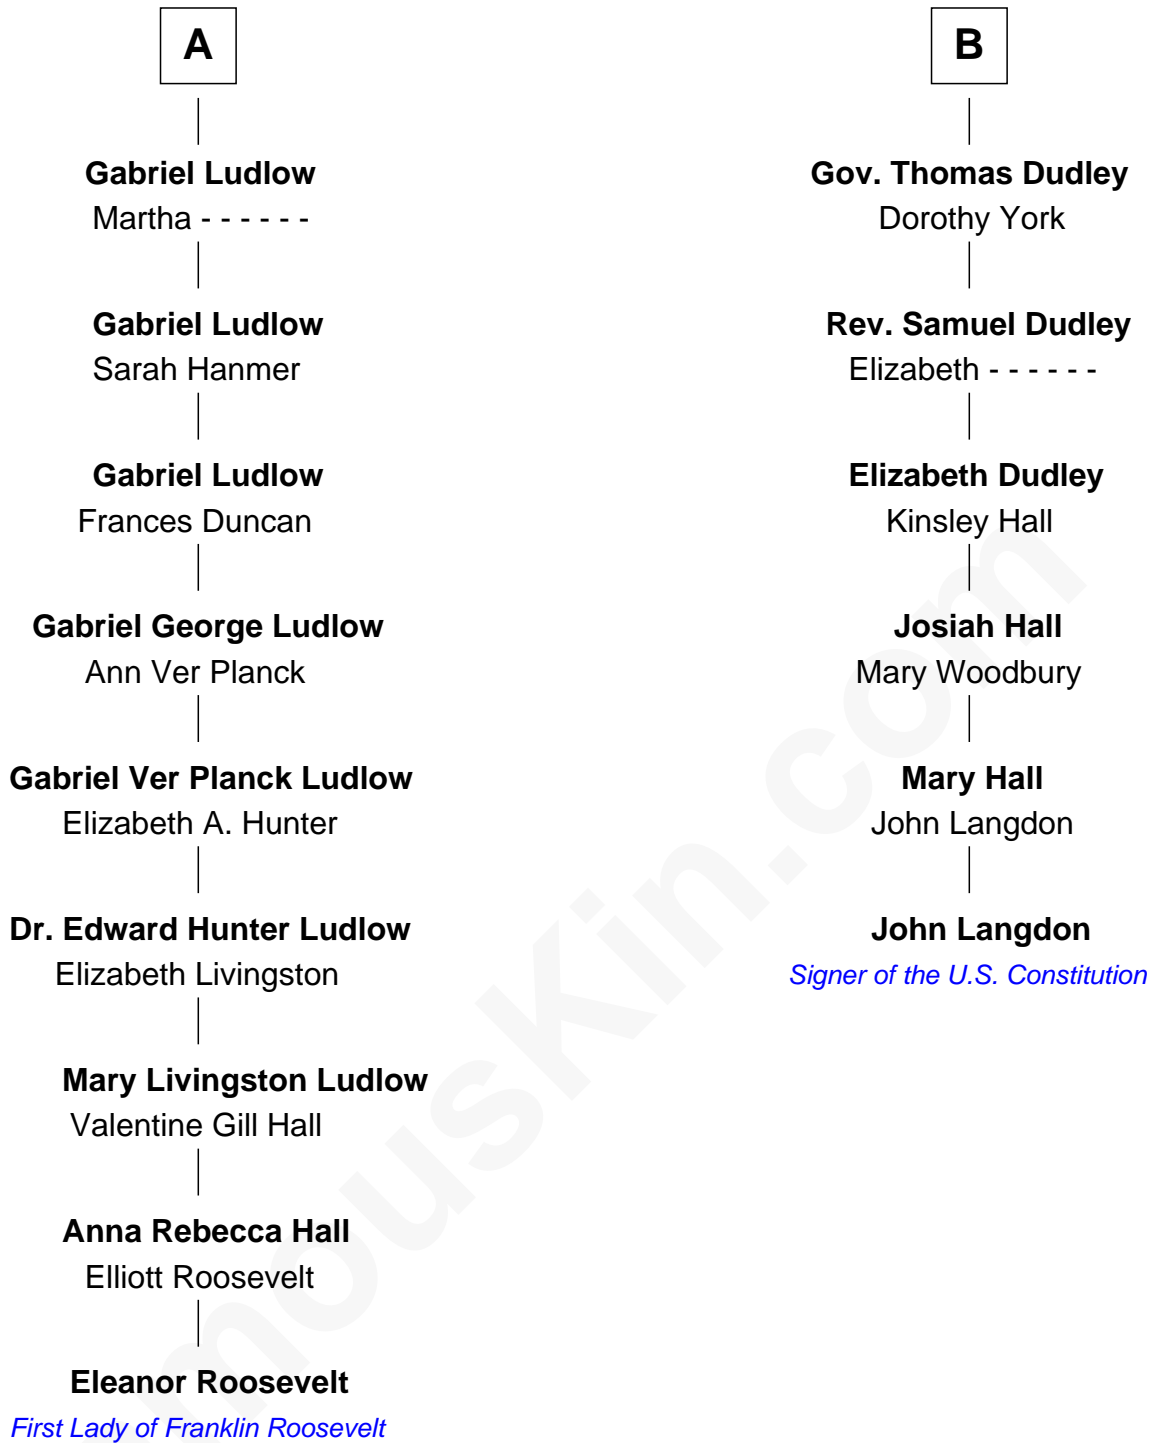 A
Gabriel Ludlow
Martha - - - - - -
Gabriel Ludlow
Sarah Hanmer
Gabriel Ludlow
Frances Duncan
Gabriel George Ludlow
Ann Ver Planck
Gabriel Ver Planck Ludlow
Elizabeth A. Hunter
Dr. Edward Hunter Ludlow
Elizabeth Livingston
Mary Livingston Ludlow
Valentine Gill Hall
Anna Rebecca Hall
Elliott Roosevelt
Eleanor Roosevelt
First Lady of Franklin Roosevelt
B
Gov. Thomas Dudley
Dorothy York
Rev. Samuel Dudley
Elizabeth - - - - - -
Elizabeth Dudley
Kinsley Hall
Josiah Hall
Mary Woodbury
Mary Hall
John Langdon
John Langdon
Signer of the U.S. Constitution
mouskin.com